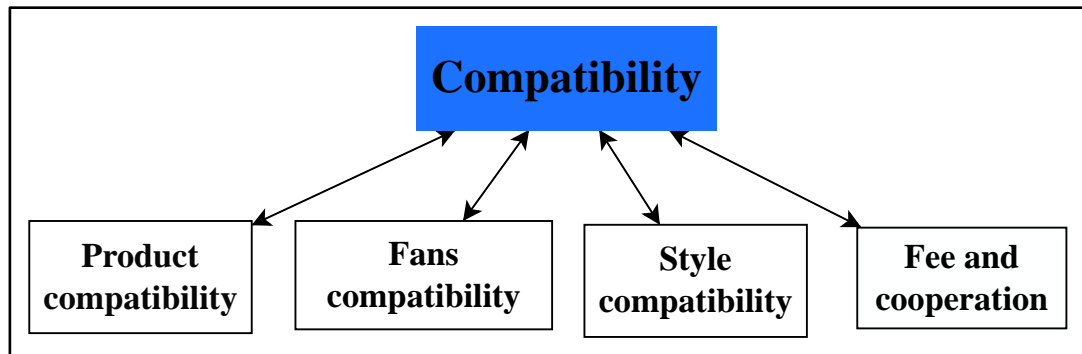 Compatibility
Product
compatibility
Fans
compatibility
Style
compatibility
Fee and
cooperation